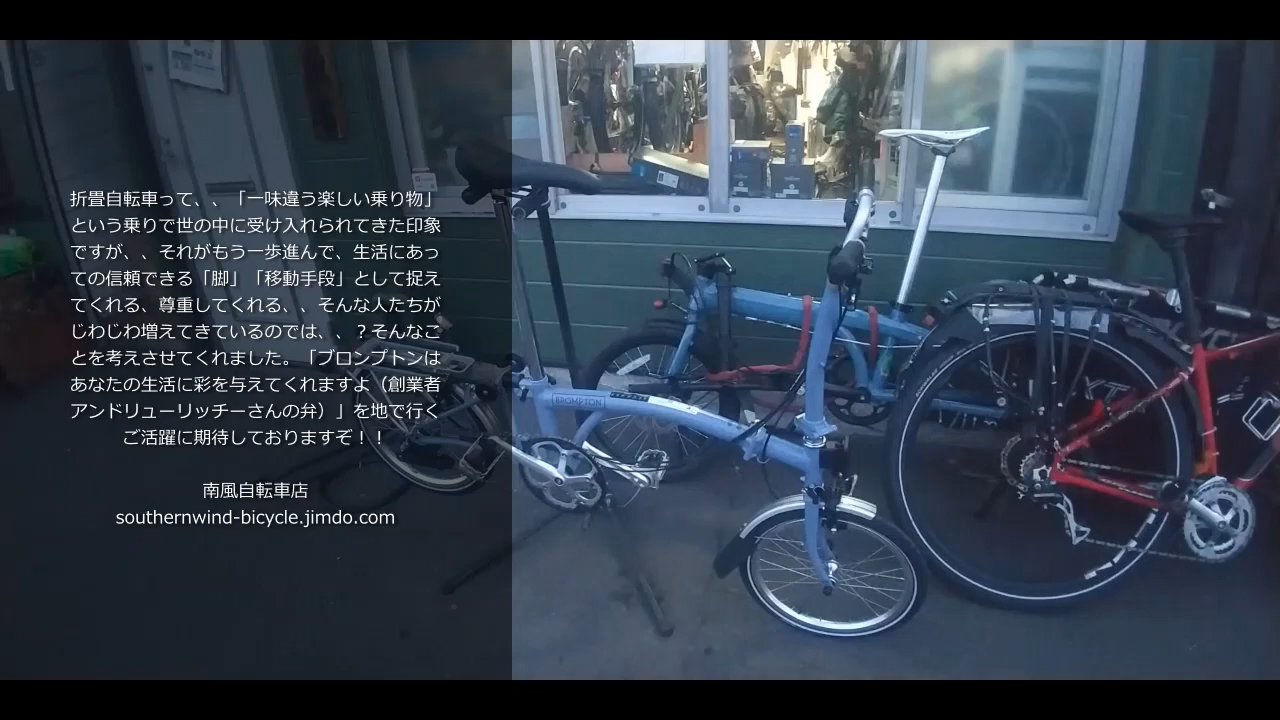 折畳自転車って、、「一味違う楽しい乗り物」
という乗りで世の中に受け入れられてきた印象
ですが、、それがもう一歩進んで、生活にあっ
ての信頼できる「脚」「移動手段」として捉え
てくれる、尊重してくれる、、そんな人たちが
じわじわ増えてきているのでは、、？そんなこ
とを考えさせてくれました。「ブロンプトンは
あなたの生活に彩を与えてくれますよ（創業者
アンドリューリッチーさんの弁）」を地で行く
ご活躍に期待しておりますぞ！！
南風自転車店
southernwind-bicycle.jimdo.com
BROMPTON